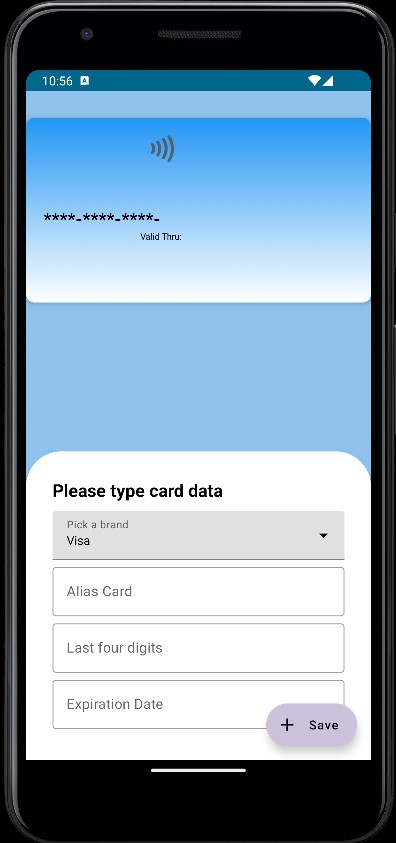 10:56 A
****-****-****-
Valid Thru:
Please type card data
Pick a brand
Visa
Alias Card
Last four digits
Expiration Date
+ Save